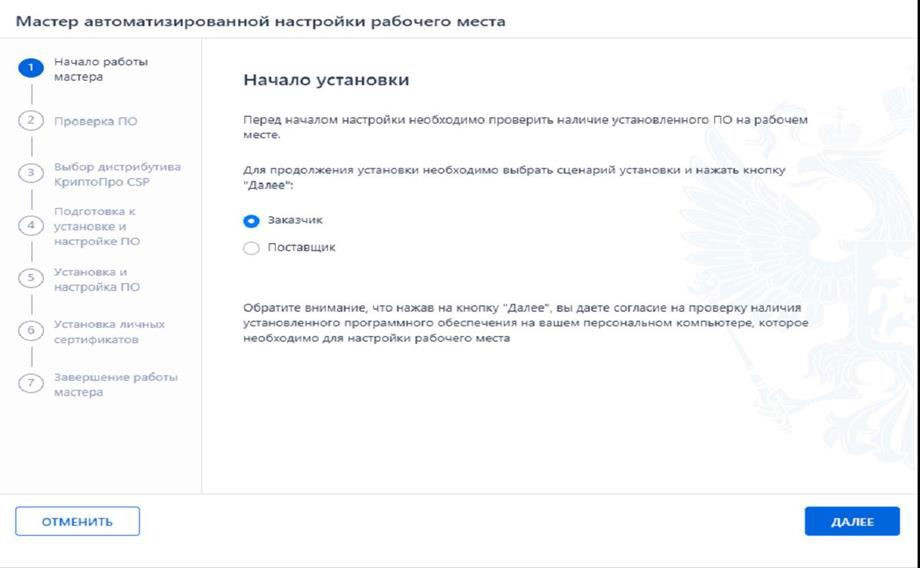 Мастер автоматизированной настройки рабочего места
1
Начало работы
мастера
2
Проверка ПО
3
Выбор дистрибутива
КриптоПро CSP
4
Подготовка к
установке и
настройке ПО
5
Установка и
настройка ПО
6
Установка личных
сертификатов
7
Завершение работы
мастера
Начало установки
Перед началом настройки необходимо проверить наличие установленного ПО на рабочем
месте.
Для продолжения установки необходимо выбрать сценарий установки и нажать кнопку
"Далее":
Заказчик
Поставщик
Обратите внимание, что нажав на кнопку "Далее", вы даете согласие на проверку наличия
установленного программного обеспечения на вашем персональном компьютере, которое
необходимо для настройки рабочего места
ОТМЕНИТЬ
ДАЛЕЕ